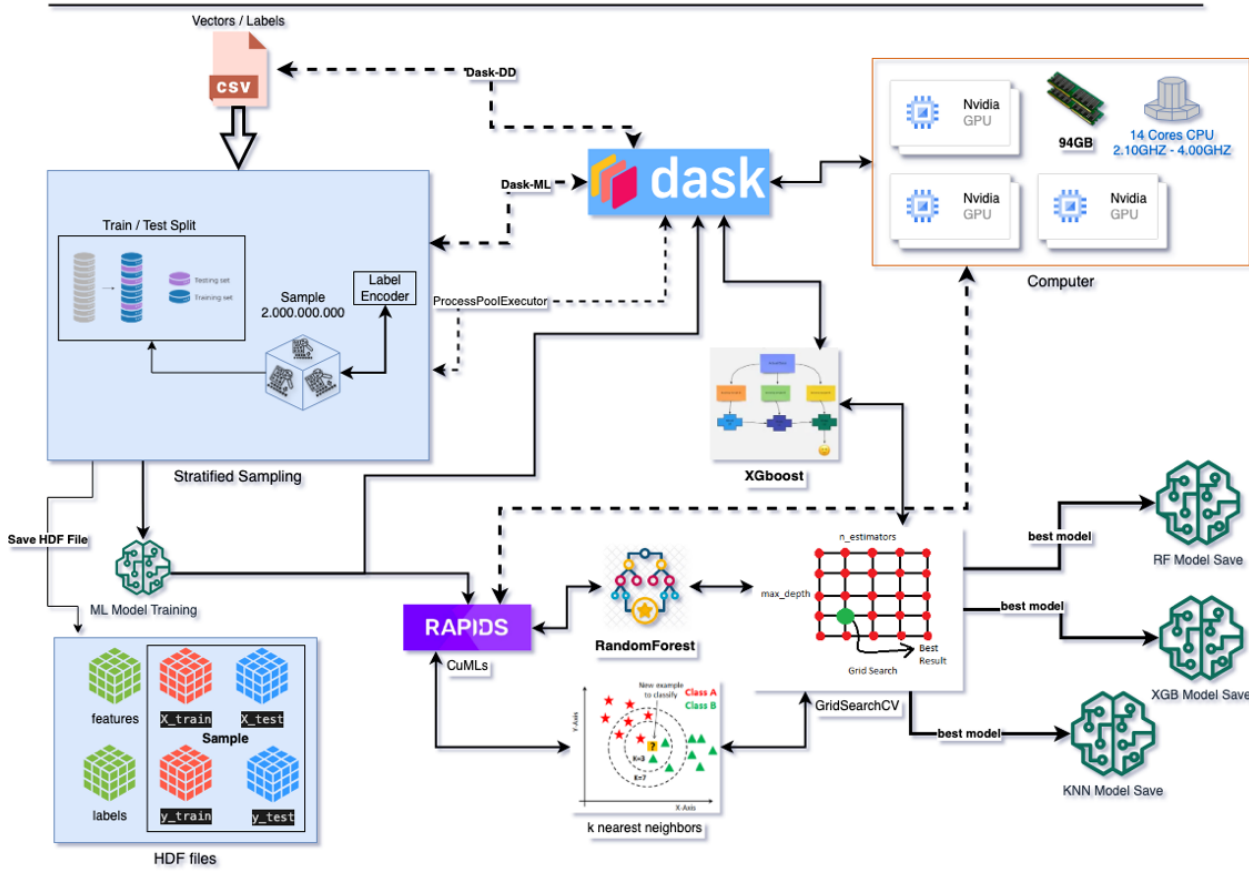 Vectors / Labels
CSV
Dask-DD
dask
Dask-ML
Nvidia
GPU
94GB
14 Cores CPU
2.10GHZ - 4.00GHZ
Nvidia
GPU
Nvidia
GPU
Computer
Train / Test Split
Testing set
Training set
Sample
2.000.000.000
Label
Encoder
ProcessPoolExecutor
Stratified Sampling
XGboost
Save HDF File
ML Model Training
RAPIDS
CuMLs
RandomForest
n_estimators
max_depth
Best
Result
Grid Search
GridSearchCV
best model
RF Model Save
best model
XGB Model Save
best model
KNN Model Save
New example
to classify
Class A
Class B
Y-Axis
?
K=3
K=7
X-Axis
k nearest neighbors
features
X_train
X_test
Sample
labels
y_train
y_test
HDF files